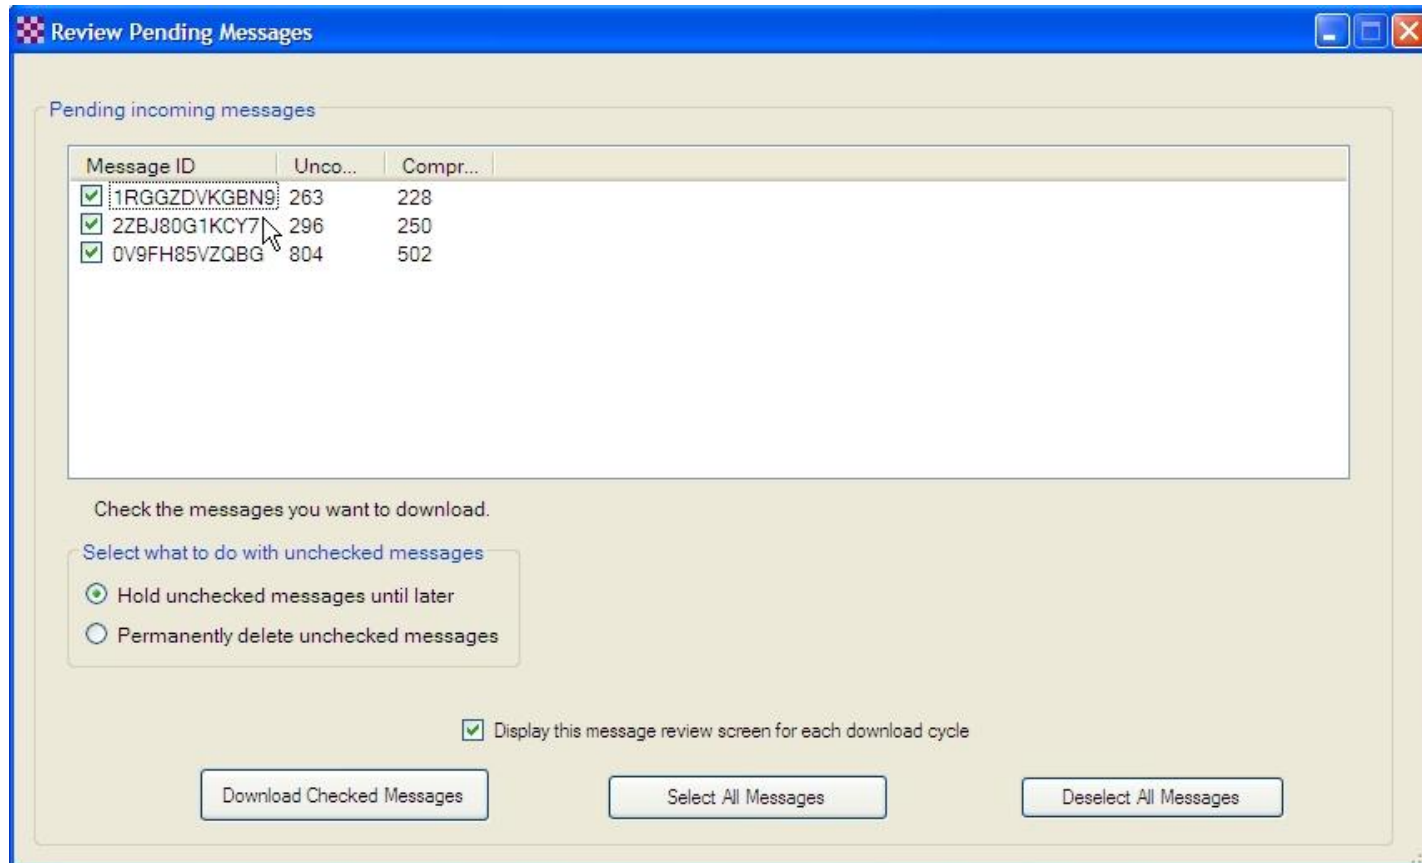 Review Pending Messages
Pending incoming messages
Message ID Unco... Compr...
1RGGZDVKGBN9 263 228
2ZBJ80G1KCY7 296 250
0V9FH85VZQBG 804 502
Check the messages you want to download.
Select what to do with unchecked messages
Hold unchecked messages until later
Permanently delete unchecked messages
Display this message review screen for each download cycle
Download Checked Messages Select All Messages Deselect All Messages